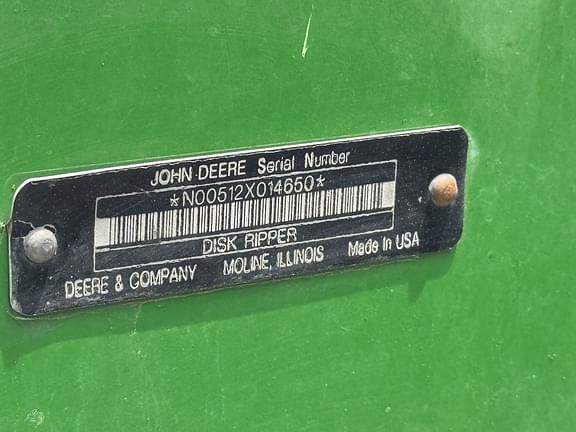 JOHN DEERE Serial Number
*N00512X014650*
DISK RIPPER
DEERE & COMPANY MOLINE, ILLINOIS Made In USA